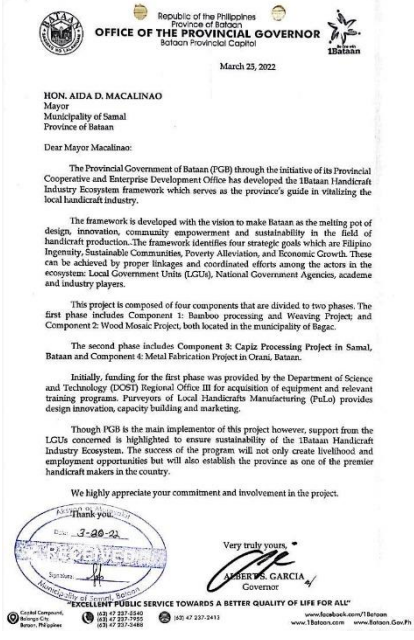 Republic of the Philippines
Province of Bataan
OFFICE OF THE PROVINCIAL GOVERNOR
Bataan Provincial Capitol
1Bataan
March 25, 2022
HON. AIDA D. MACALINAO
Mayor
Municipality of Samal
Province of Bataan
Dear Mayor Macalinao:
The Provincial Government of Bataan (PGB) through the initiative of its Provincial
Cooperative and Enterprise Development Office has developed the 1Bataan Handicraft
Industry Ecosystem framework which serves as the province's guide in vitalizing the
local handicraft industry.
The framework is developed with the vision to make Bataan as the melting pot of
design, innovation, community empowerment and sustainability in the field of
handicraft production. The framework identifies four strategic goals which are Filipino
Ingenuity, Sustainable Communities, Poverty Alleviation, and Economic Growth. These
can be achieved by proper linkages and coordinated efforts among the actors in the
ecosystem: Local Government Units (LGUs), National Government Agencies, academe
and industry players.
This project is composed of four components that are divided to two phases. The
first phase includes Component 1: Bamboo processing and Weaving Project; and
Component 2: Wood Mosaic Project, both located in the municipality of Bagac.
The second phase includes Component 3: Capiz Processing Project in Samal,
Bataan and Component 4: Metal Fabrication Project in Orani, Bataan.
Initially, funding for the first phase was provided by the Department of Science
and Technology (DOST) Regional Office III for acquisition of equipment and relevant
training programs. Purveyors of Local Handicrafts Manufacturing (PuLo) provides
design innovation, capacity building and marketing.
Though PGB is the main implementor of this project however, support from the
LGUs concerned is highlighted to ensure sustainability of the 1Bataan Handicraft
Industry Ecosystem. The success of the program will not only create livelihood and
employment opportunities but will also establish the province as one of the premier
handicraft makers in the country.
We highly appreciate your commitment and involvement in the project.
Thank you.
Date:
RECEIVED
Signature
Municipality of Samal, Bataan
Very truly yours,
ALBERT S. GARCIA
Governor
"EXCELLENT PUBLIC SERVICE TOWARDS A BETTER QUALITY OF LIFE FOR ALL"
Capitol Compound,
Balanga City
Bataan, Philippines
(63) 47 237-2413
www.facebook.com/1Bataan
www.1Bataan.com
www.Bataan.Gov.Ph